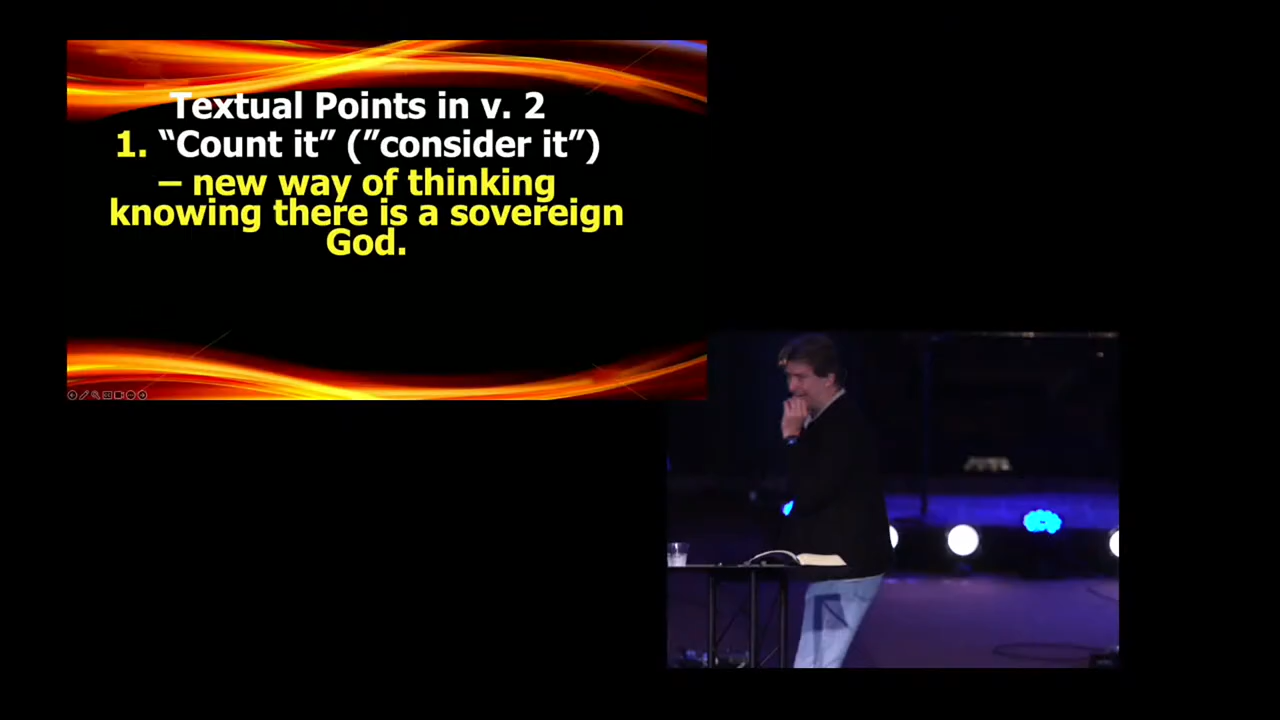 Textual Points in v. 2
1. “Count it” (”consider it”)
– new way of thinking
knowing there is a sovereign
God.